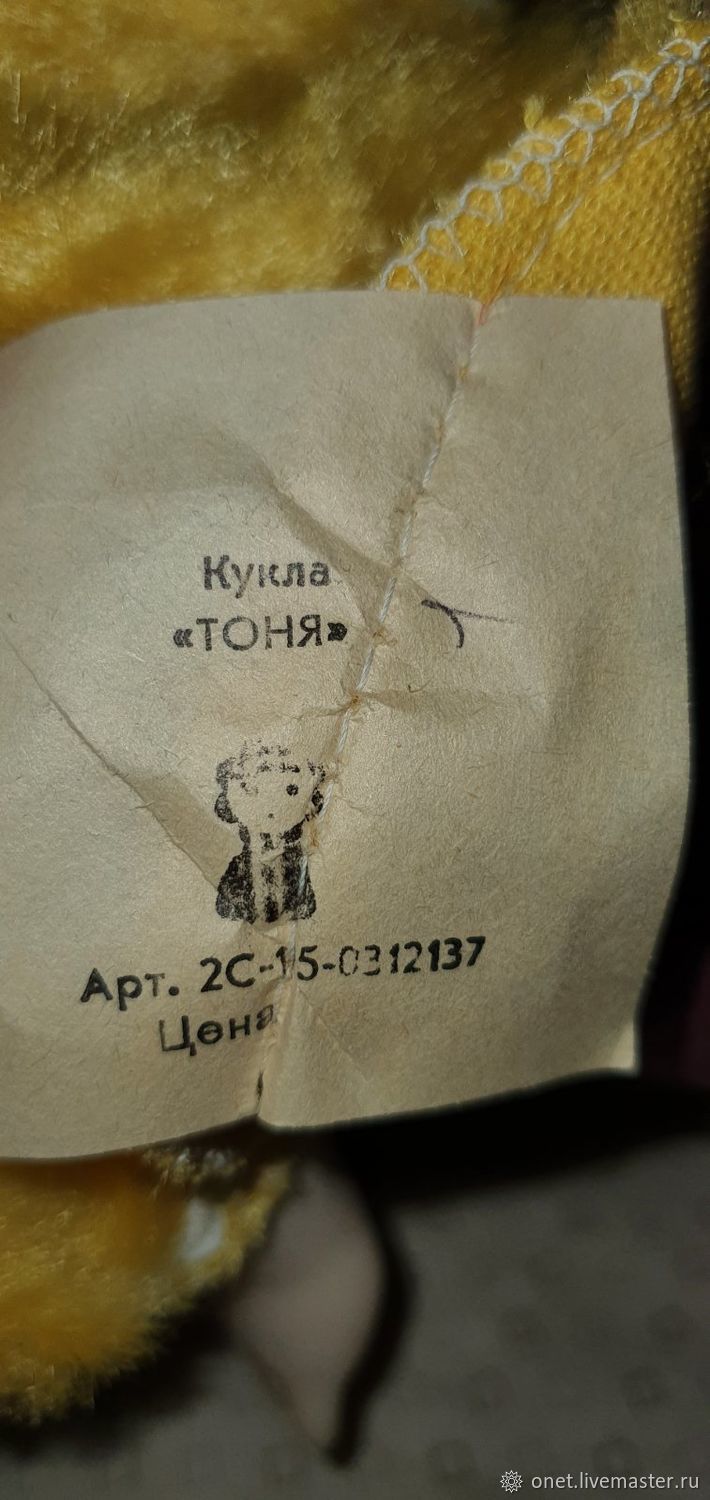 Кукла
«ТОНЯ»
Арт. 2С-15-0312137
Цена
onet.livemaster.ru